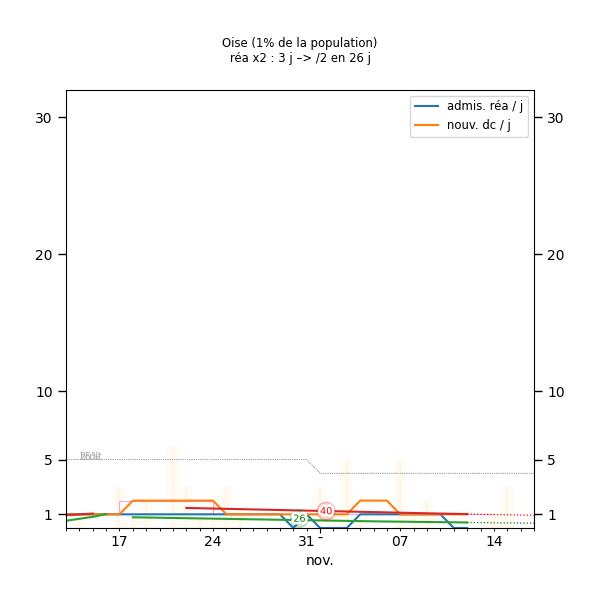 Oise (1% de la population)
réa x2 : 3 j –> /2 en 26 j
admis. réa / j
nouv. dc / j
30 30
20 20
10 10
5 5
1 1
25%
26
40
17 24 31 07 14
nov.